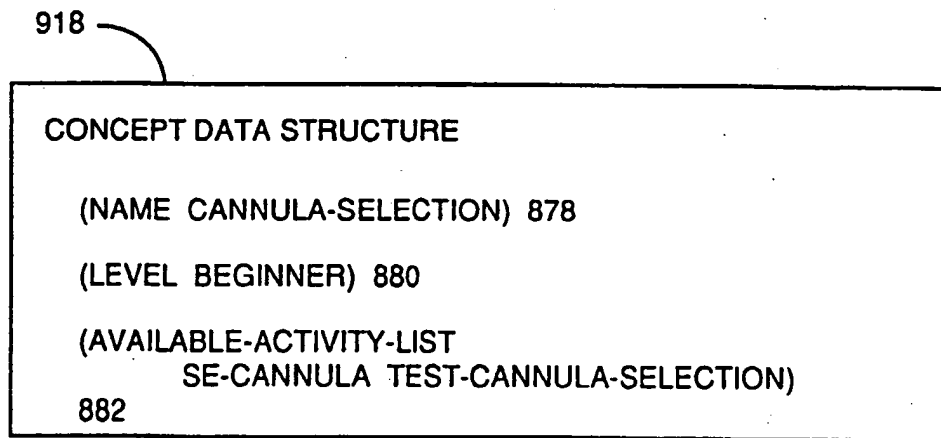 918
CONCEPT DATA STRUCTURE
(NAME CANNULA-SELECTION) 878
(LEVEL BEGINNER) 880
(AVAILABLE-ACTIVITY-LIST
SE-CANNULA TEST-CANNULA-SELECTION)
882